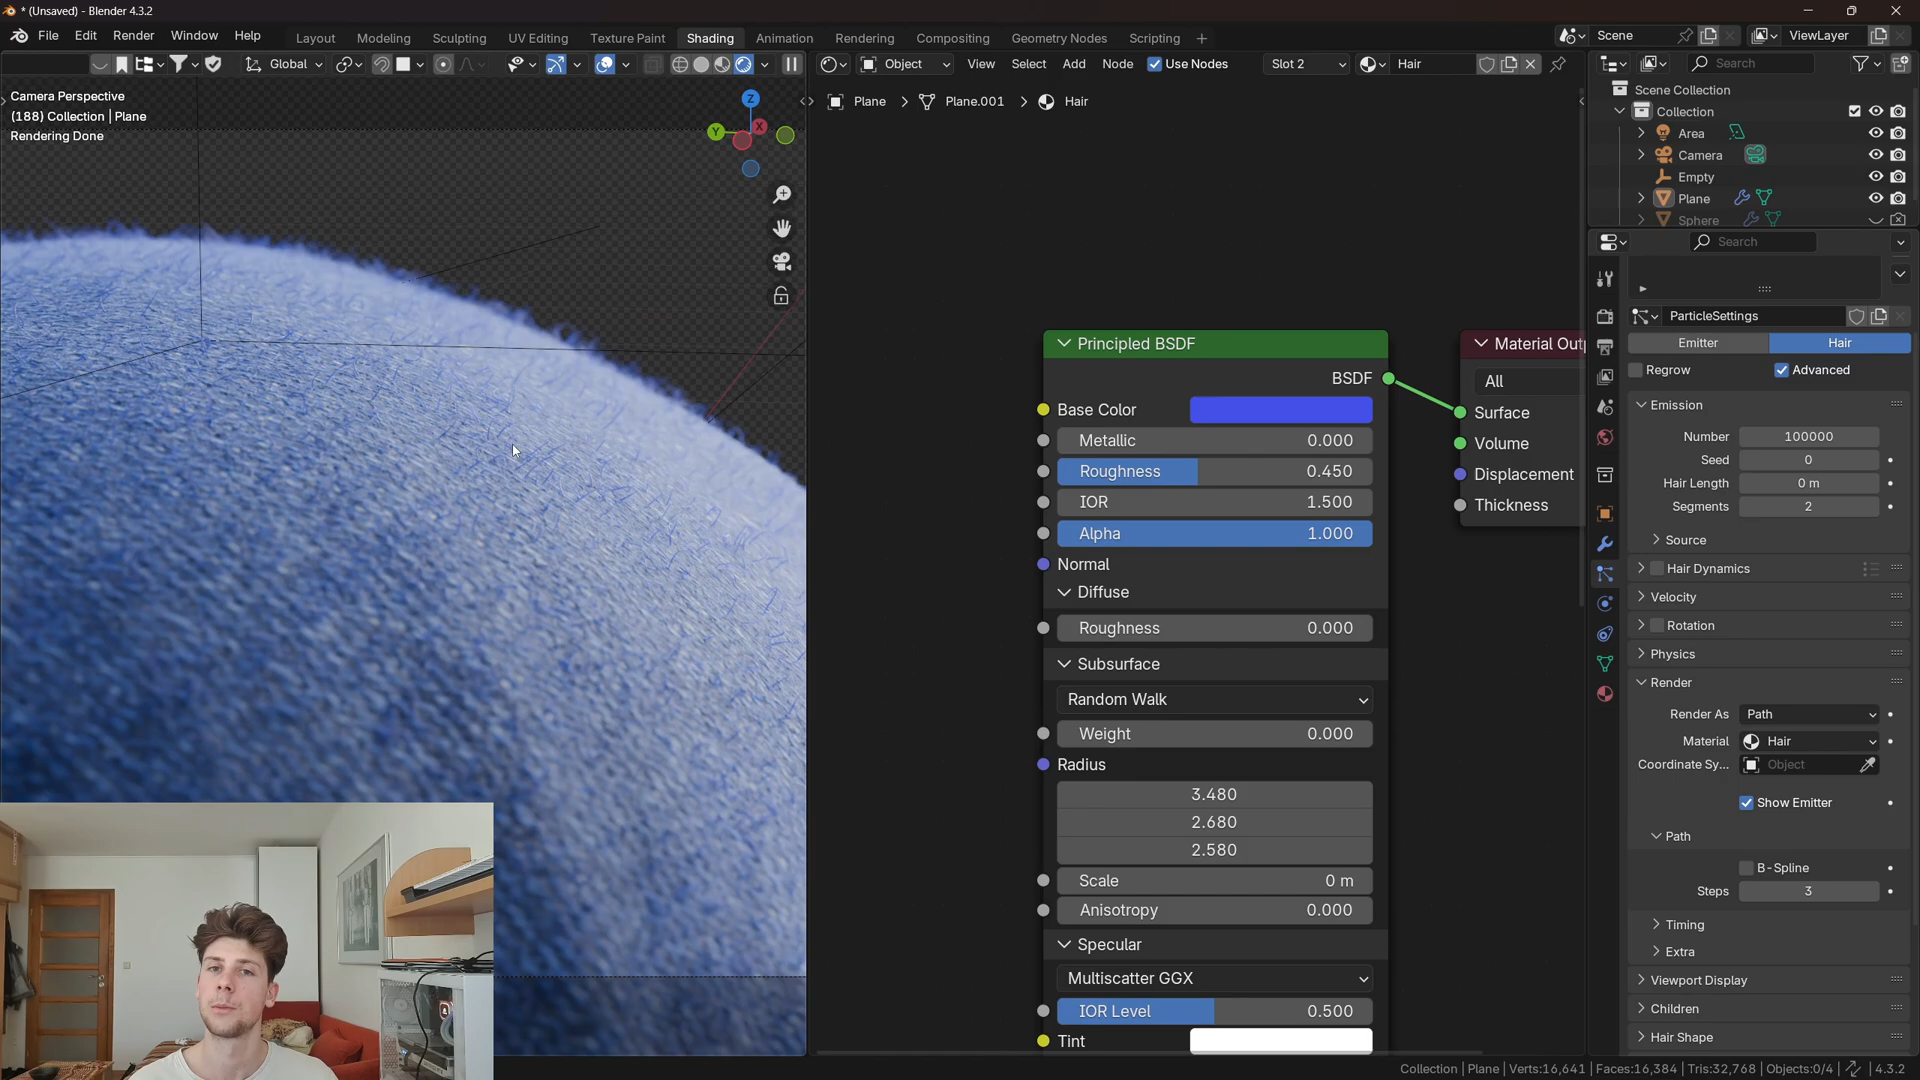 * (Unsaved) - Blender 4.3.2
File Edit Render Window Help Layout Modeling Sculpting UV Editing Texture Paint Shading Animation Rendering Compositing Geometry Nodes Scripting + Scene ViewLayer
Global Object View Select Add Node Use Nodes Slot 2 Hair Search
Camera Perspective
(188) Collection | Plane
Rendering Done
Z
Y
X
Plane Plane.001 Hair
Scene Collection
Collection
Area
Camera
Empty
Plane
Sphere
Search
ParticleSettings
Emitter Hair
Regrow Advanced
Emission
Number 100000
Seed 0
Hair Length 0 m
Segments 2
Source
Hair Dynamics
Velocity
Rotation
Physics
Render
Render As Path
Material Hair
Coordinate Sy... Object
Show Emitter
Path
B-Spline
Steps 3
Timing
Extra
Viewport Display
Children
Hair Shape
Principled BSDF
BSDF
Base Color
Metallic 0.000
Roughness 0.450
IOR 1.500
Alpha 1.000
Normal
Diffuse
Roughness 0.000
Subsurface
Random Walk
Weight 0.000
Radius
3.480
2.680
2.580
Scale 0 m
Anisotropy 0.000
Specular
Multiscatter GGX
IOR Level 0.500
Tint
Material Outp
All
Surface
Volume
Displacement
Thickness
Collection | Plane | Verts:16,641 | Faces:16,384 | Tris:32,768 | Objects:0/4 | 4.3.2